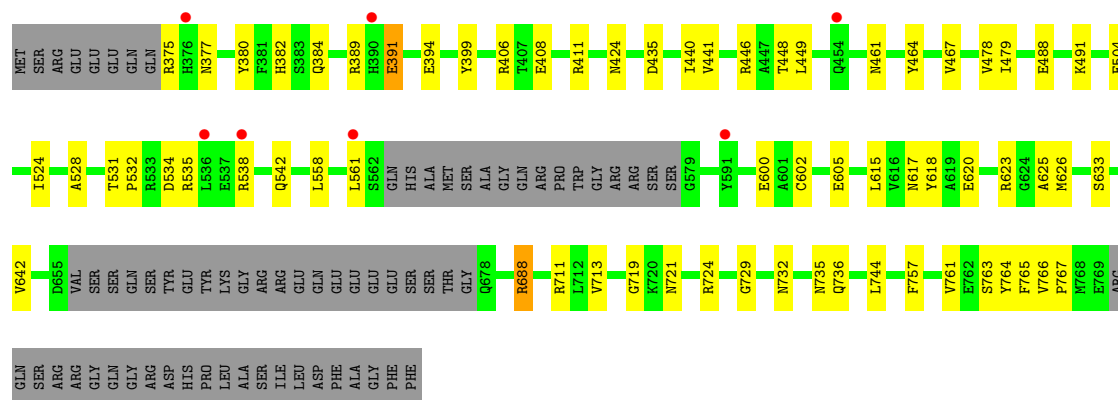 MET SER ARG GLU GLU GLU GLN GLN R375 H376 N377 Y380 F381 H382 S383 Q384 R389 H390 E391 E394 Y399 R406 T407 E408 R411 N424 D435 I440 V441 R446 A447 T448 L449 Q454 N461 Y464 V467 V478 I479 E488 K491
I524 A528 T531 P532 R533 D534 R535 L536 E537 R538 Q542 L558 L561 S562 GLN HIS ALA MET SER ALA GLY GLN ARG PRO TRP GLY ARG ARG SER SER G579 Y591 E600 A601 C602 E605 L615 V616 N617 Y618 A619 E620 R623 G624 A625 M626 S633
V642 D655 VAL SER SER GLN SER TYR GLU TYR LYS GLY ARG ARG GLU GLN GLU GLU GLU GLU SER SER THR GLY Q678 R688 R711 L712 V713 G719 K720 N721 R724 G729 N732 N735 Q736 L744 F757 V761 E762 S763 Y764 F765 V766 P767 M768 E769 ARG
GLN SER ARG ARG GLY GLN GLY ARG ASP HIS PRO LEU ALA SER ILE LEU ASP PHE ALA GLY PHE PHE